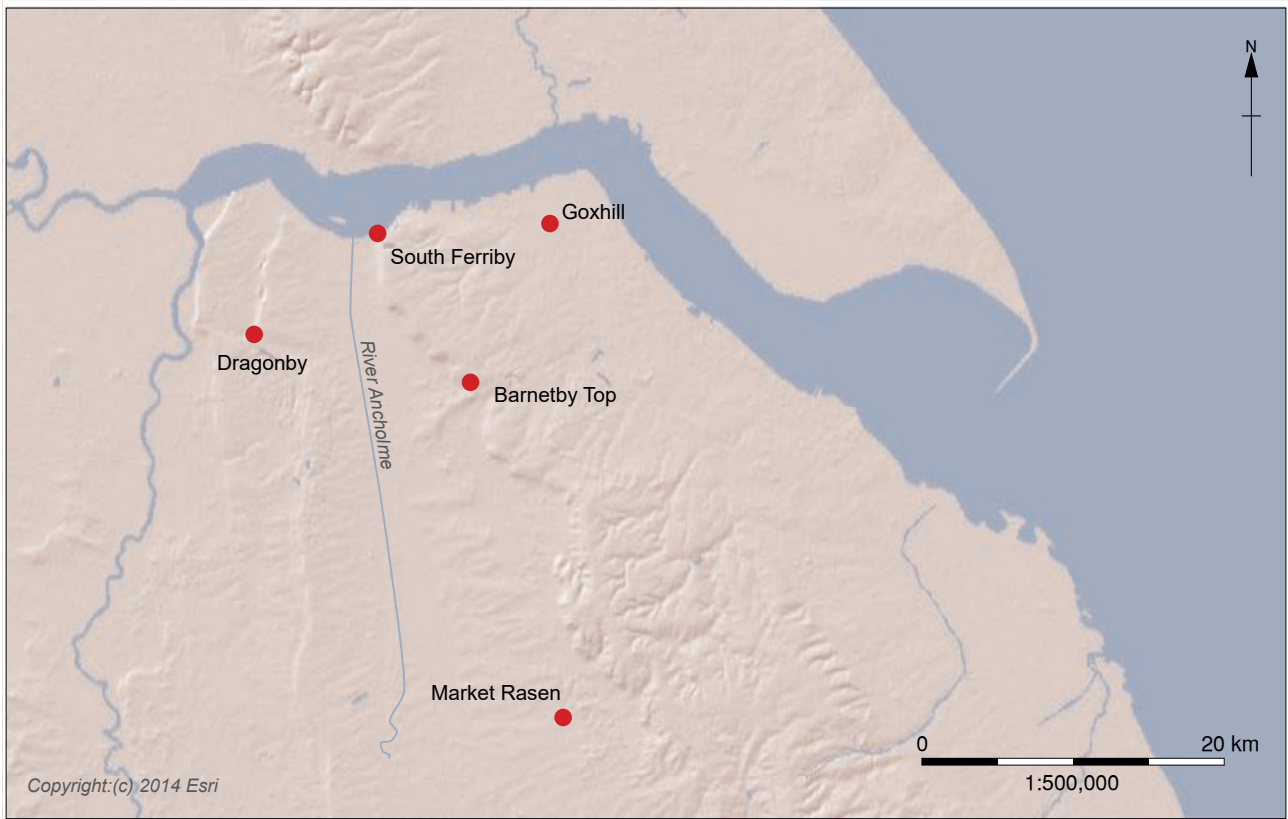 N
Goxhill
South Ferriby
Dragonby
River Ancholme
Barnetby Top
Market Rasen
0 20 km
1:500,000
Copyright:(c) 2014 Esri